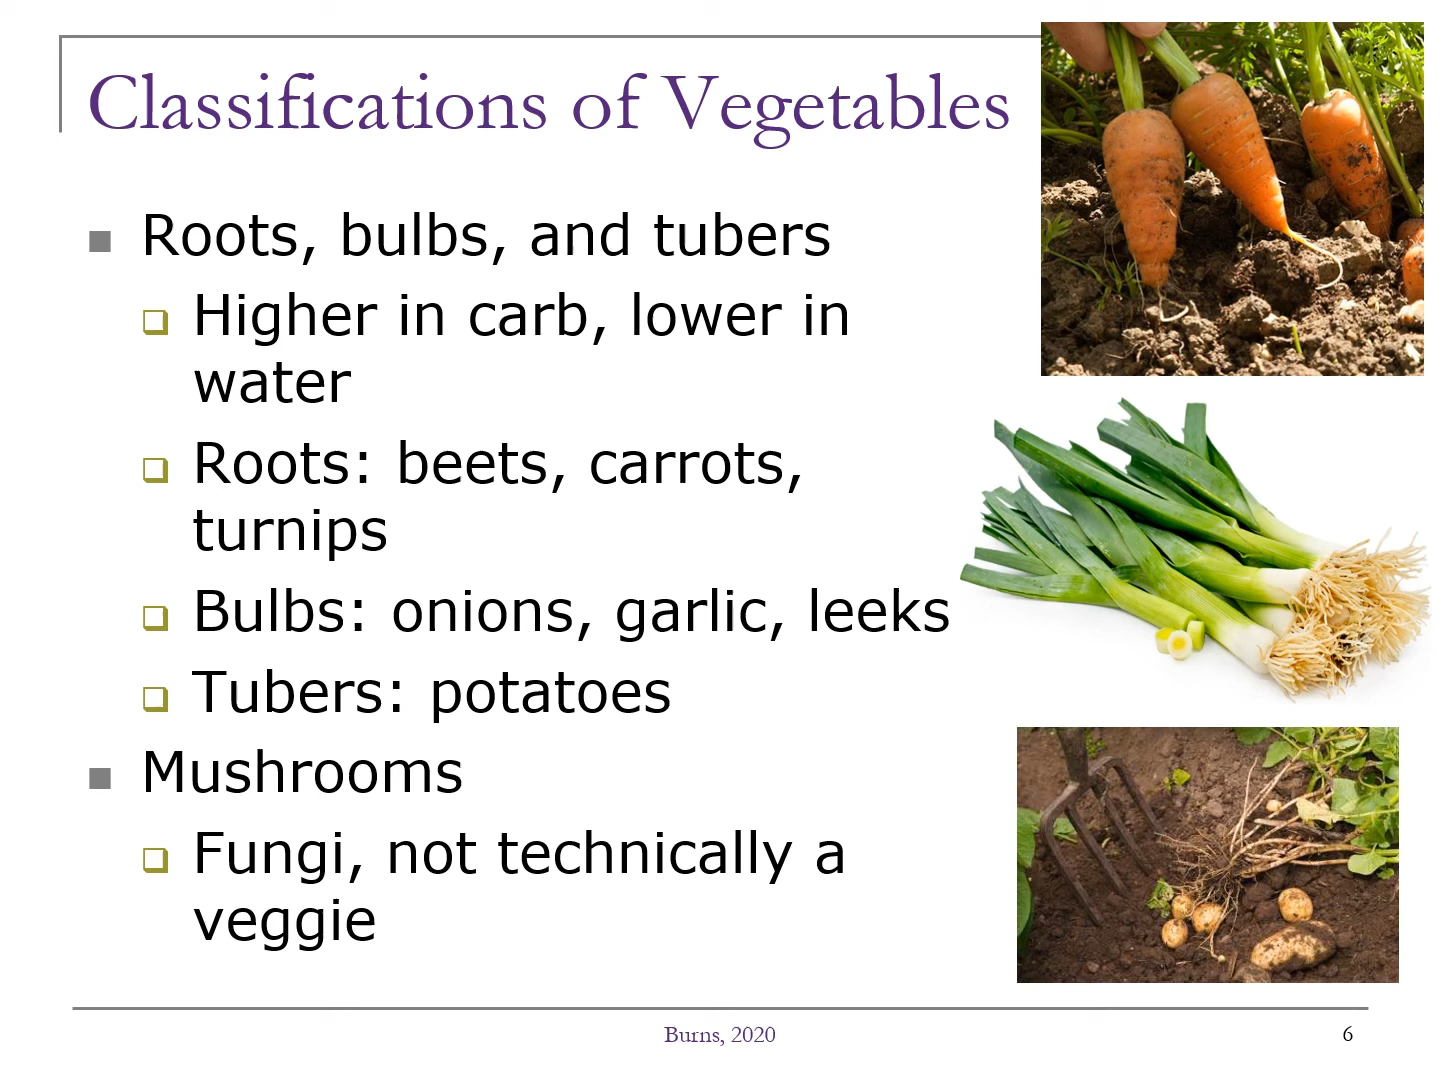 Classifications of Vegetables
Roots, bulbs, and tubers
Higher in carb, lower in
water
Roots: beets, carrots,
turnips
Bulbs: onions, garlic, leeks
Tubers: potatoes
Mushrooms
Fungi, not technically a
veggie
Burns, 2020
6